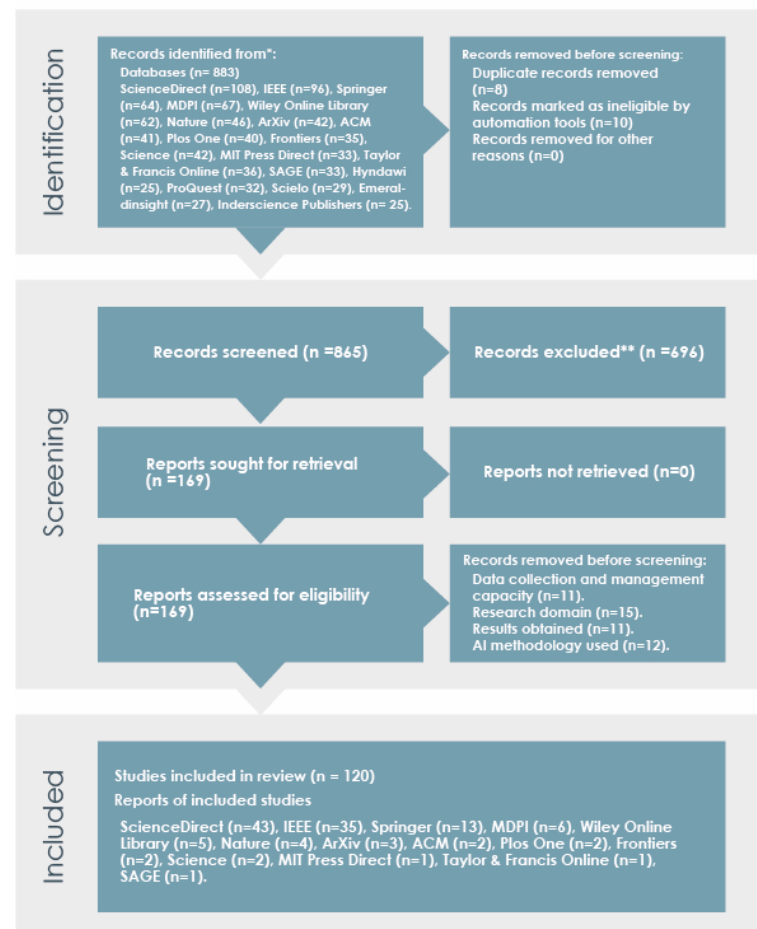 Identification
Records identified from*:
Databases (n= 883)
ScienceDirect (n=108), IEEE (n=96), Springer
(n=64), MDPI (n=67), Wiley Online Library
(n=62), Nature (n=46), ArXiv (n=42), ACM
(n=41), Plos One (n=40), Frontiers (n=35),
Science (n=42), MIT Press Direct (n=33), Taylor
& Francis Online (n=36), SAGE (n=33), Hyndawi
(n=25), ProQuest (n=32), Scielo (n=29), Emeral-
dinsight (n=27), Inderscience Publishers (n= 25).
Records removed before screening:
Duplicate records removed
(n=8)
Records marked as ineligible by
automation tools (n=10)
Records removed for other
reasons (n=0)
Screening
Records screened (n =865)
Records excluded** (n =696)
Reports sought for retrieval
(n =169)
Reports not retrieved (n=0)
Reports assessed for eligibility
(n=169)
Records removed before screening:
Data collection and management
capacity (n=11).
Research domain (n=15).
Results obtained (n=11).
AI methodology used (n=12).
Included
Studies included in review (n = 120)
Reports of included studies
ScienceDirect (n=43), IEEE (n=35), Springer (n=13), MDPI (n=6), Wiley Online
Library (n=5), Nature (n=4), ArXiv (n=3), ACM (n=2), Plos One (n=2), Frontiers
(n=2), Science (n=2), MIT Press Direct (n=1), Taylor & Francis Online (n=1),
SAGE (n=1).